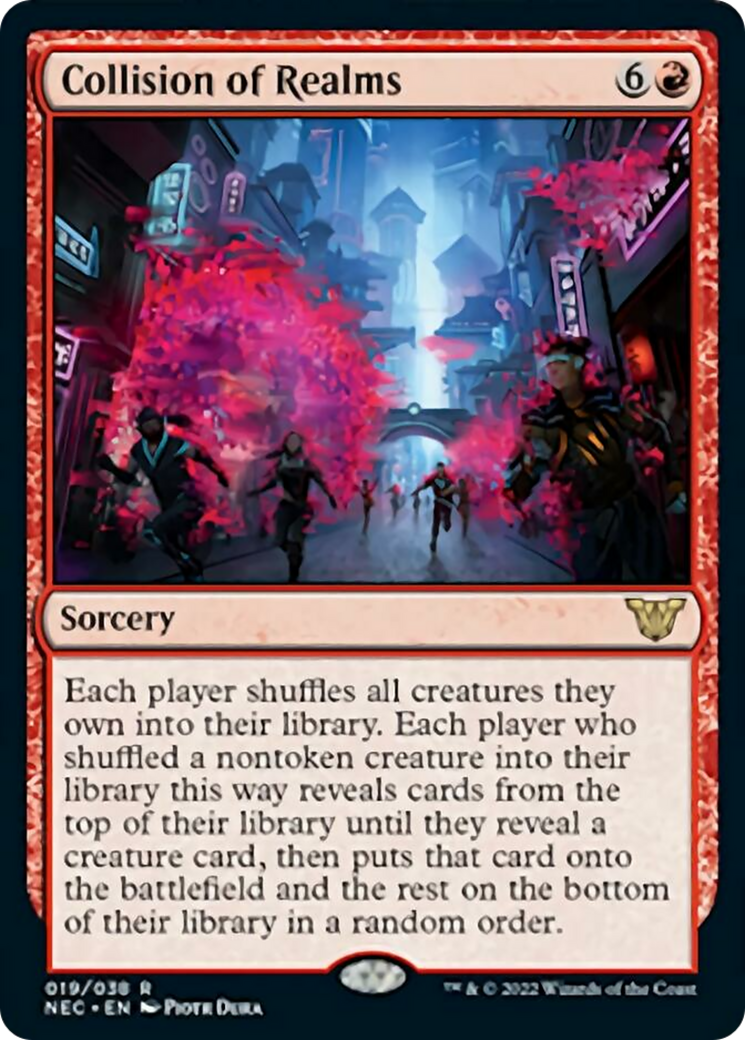 Collision of Realms 6
Sorcery
Each player shuffles all creatures they
own into their library. Each player who
shuffled a nontoken creature into their
library this way reveals cards from the
top of their library until they reveal a
creature card, then puts that card onto
the battlefield and the rest on the bottom
of their library in a random order.
019/038 R
NEC • EN Piotr Dura
™ & © 2022 Wizards of the Coast